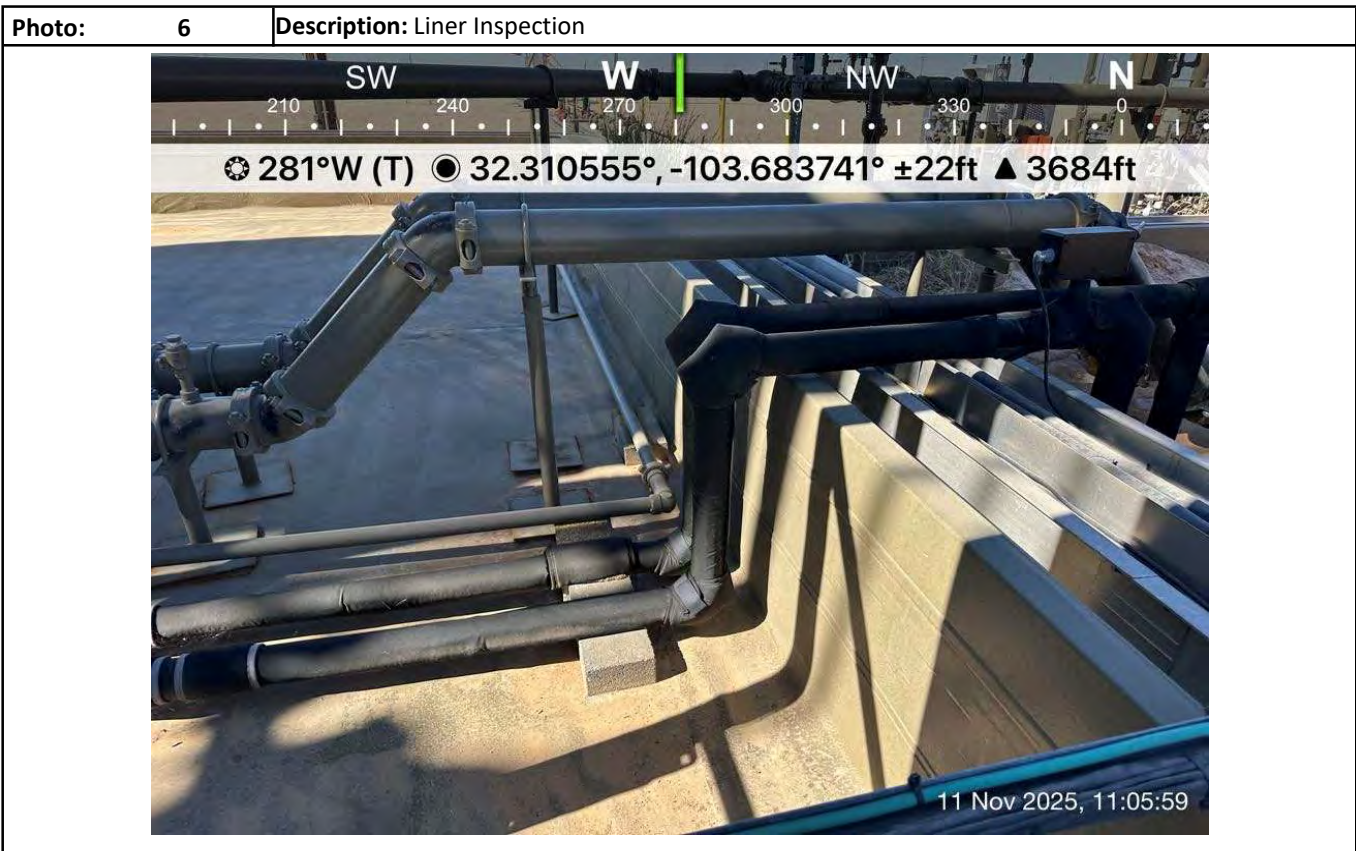 Photo: 6 Description: Liner Inspection
SW W NW N
210 240 270 300 330 0
281°W (T) 32.310555°, -103.683741° ±22ft ▲ 3684ft
11 Nov 2025, 11:05:59